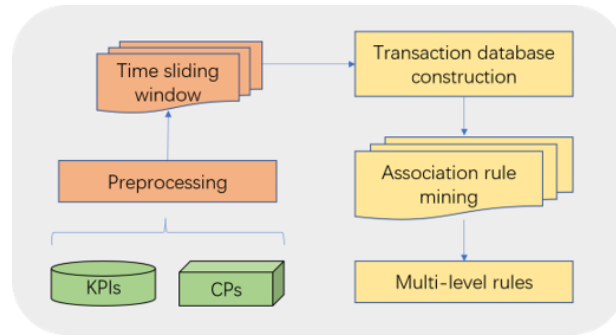 Time sliding
window
Transaction database
construction
Preprocessing
Association rule
mining
KPIs
CPs
Multi-level rules